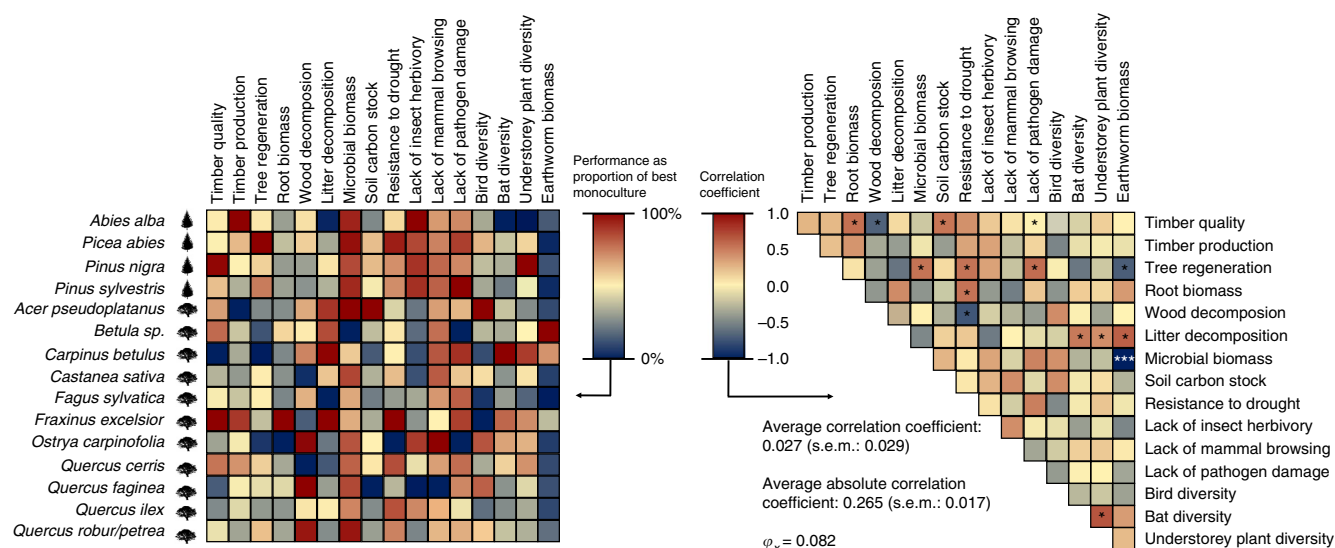 Timber quality
Timber production
Tree regeneration
Root biomass
Wood decomposition
Litter decomposition
Microbial biomass
Soil carbon stock
Resistance to drought
Lack of insect herbivory
Lack of mammal browsing
Lack of pathogen damage
Bird diversity
Bat diversity
Understorey plant diversity
Earthworm biomass
Abies alba
Picea abies
Pinus nigra
Pinus sylvestris
Acer pseudoplatanus
Betula sp.
Carpinus betulus
Castanea sativa
Fagus sylvatica
Fraxinus excelsior
Ostrya carpinofolia
Quercus cerris
Quercus faginea
Quercus ilex
Quercus robur/petrea
Performance as
proportion of best
monoculture
100%
0%
Correlation
coefficient
1.0
0.5
0.0
−0.5
−1.0
Timber production
Tree regeneration
Root biomass
Wood decomposion
Litter decomposition
Microbial biomass
Soil carbon stock
Resistance to drought
Lack of insect herbivory
Lack of mammal browsing
Lack of pathogen damage
Bird diversity
Bat diversity
Understorey plant diversity
Earthworm biomass
Timber quality
Timber production
Tree regeneration
Root biomass
Wood decomposion
Litter decomposition
Microbial biomass
Soil carbon stock
Resistance to drought
Lack of insect herbivory
Lack of mammal browsing
Lack of pathogen damage
Bird diversity
Bat diversity
Understorey plant diversity
* * * *
* * * *
*
*
* * *
***
*
Average correlation coefficient:
0.027 (s.e.m.: 0.029)
Average absolute correlation
coefficient: 0.265 (s.e.m.: 0.017)
φx = 0.082